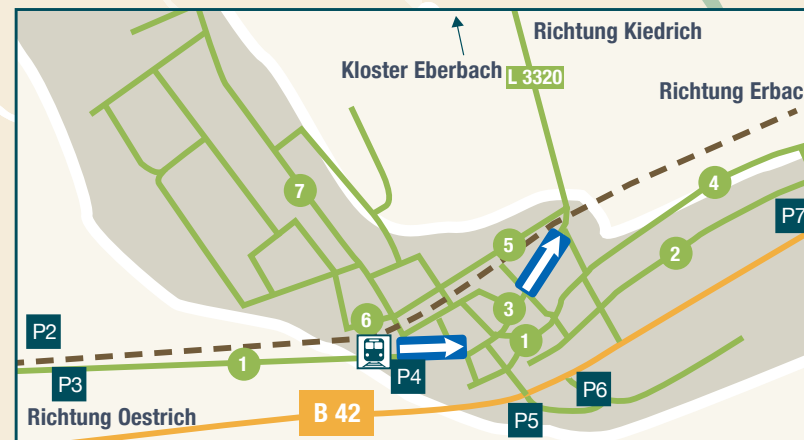 Richtung Kiedrich
Kloster Eberbach
L 3320
Richtung Erbac
4
7
P7
5
2
3
6
P2
1
1
P3
P4
P6
Richtung Oestrich
B 42
P5